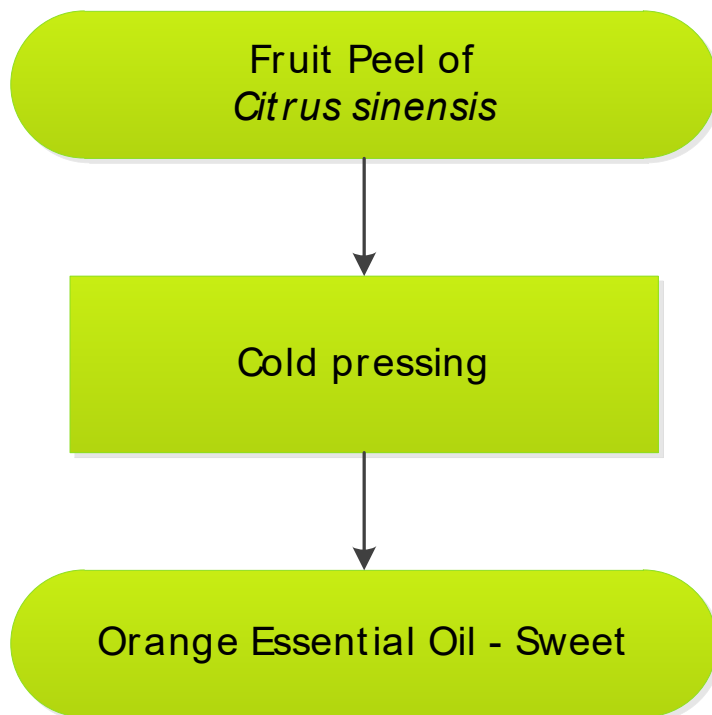 Fruit Peel of
Citrus sinensis
Cold pressing
Orange Essential Oil - Sweet